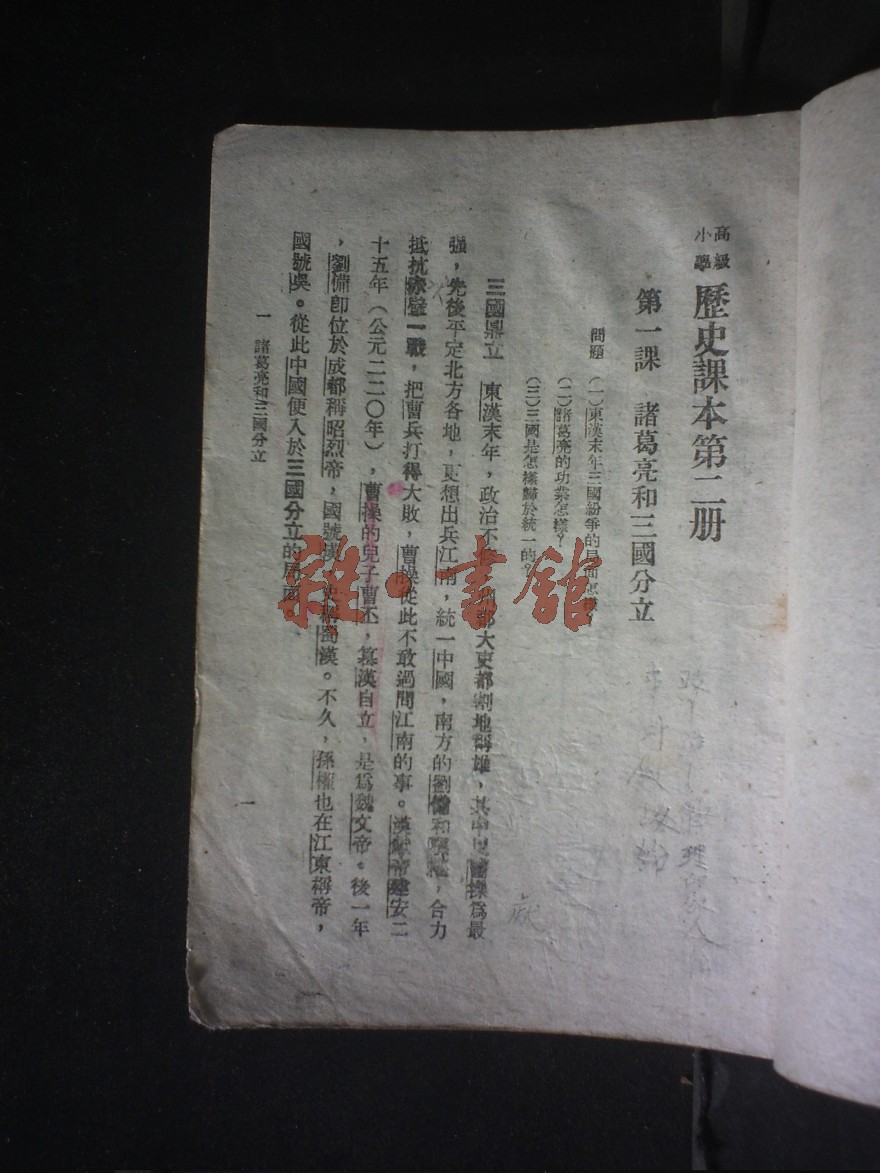 高級小學 歷史課本第二册
第一課 諸葛亮和三國分立
問題 (一)東漢末年三國紛爭的局面怎樣?
(二)諸葛亮的功業怎樣?
(三)三國是怎樣歸於統一的?
三國鼎立 東漢末年,政治不 大吏都割地稱雄,其中以曹操爲最
强,先後平定北方各地,更想出兵江南,統一中國,南方的劉備和孫權,合力
抵抗赤壁一戰,把曹兵打得大敗,曹操從此不敢過問江南的事。漢獻帝建安二
十五年(公元二二〇年),曹操的兒子曹丕,篡漢自立,是爲魏文帝。後一年
,劉備卽位於成都稱昭烈帝,國號漢,史稱蜀漢。不久,孫權也在江東稱帝,
國號吳。從此中國便入於三國分立的局面。
一 諸葛亮和三國分立
一
雜·書館